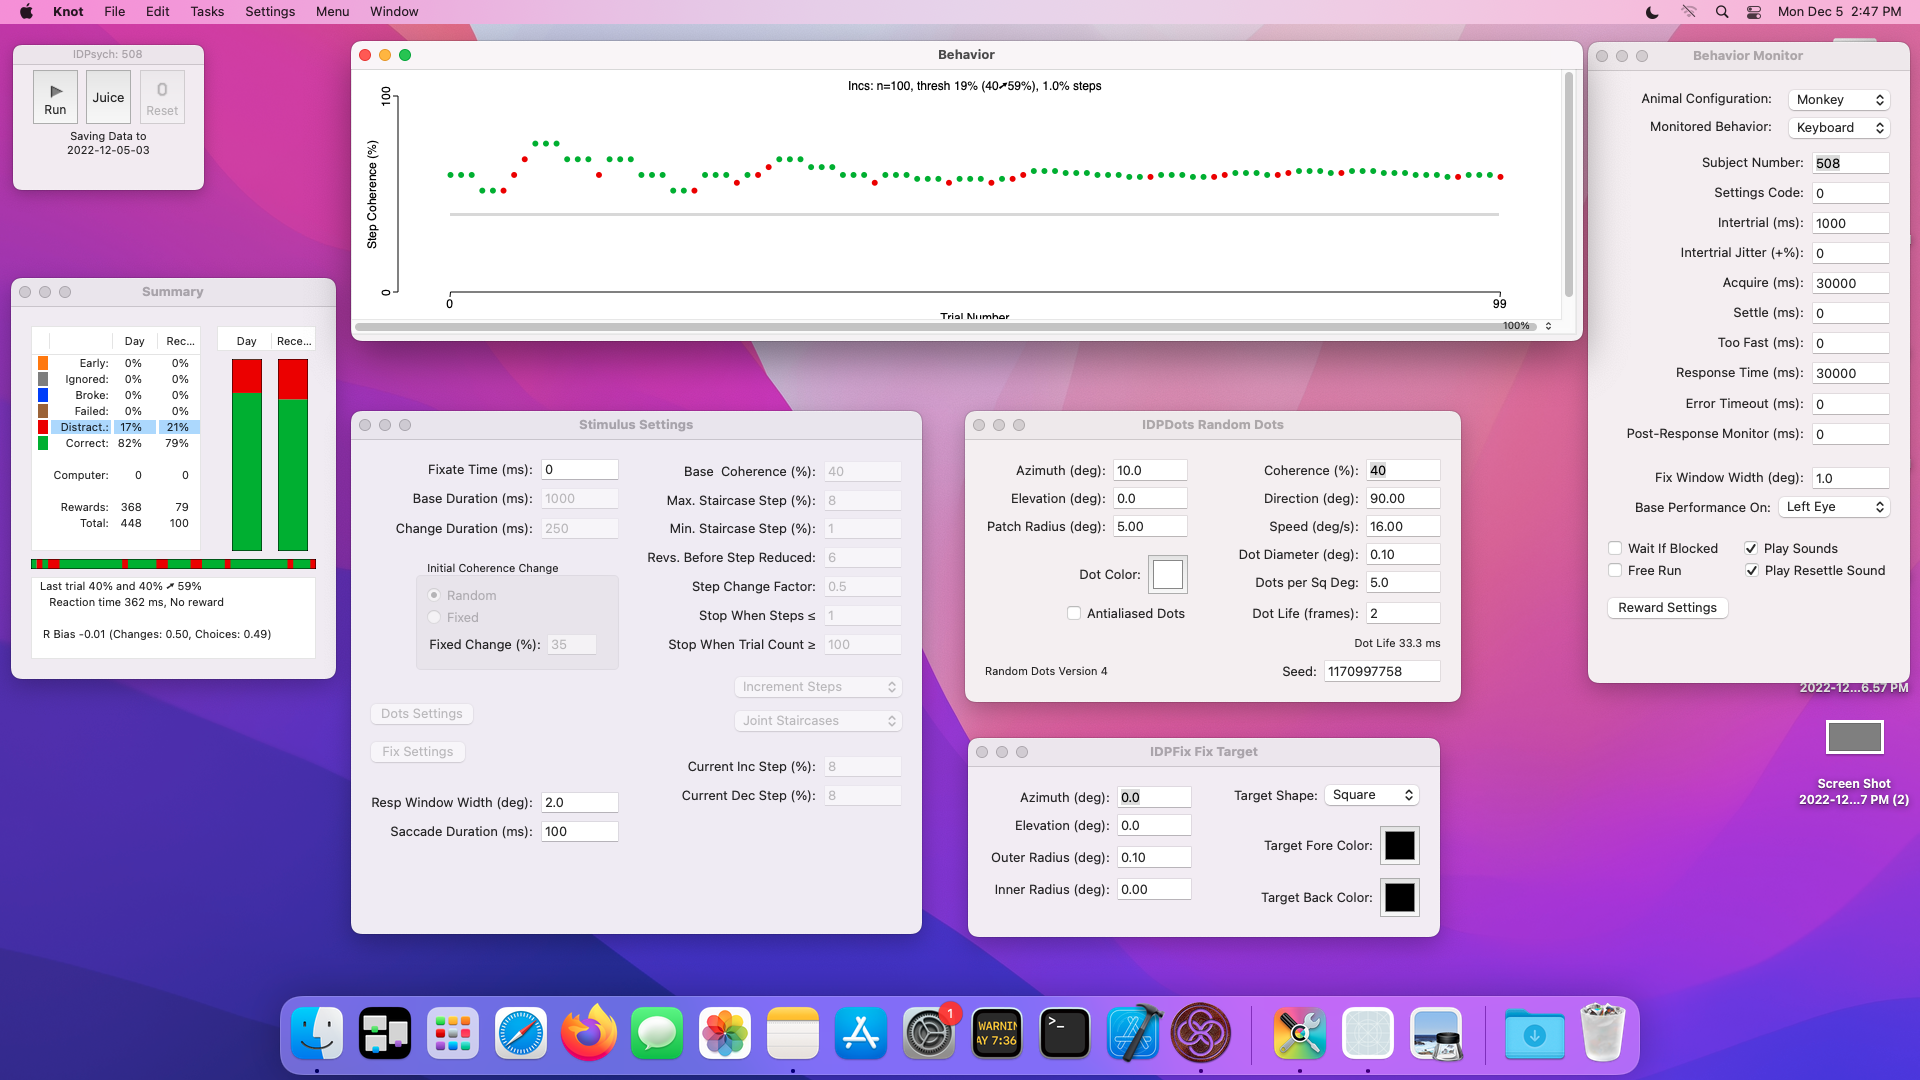 Knot File Edit Tasks Settings Menu Window
Mon Dec 5 2:47 PM
IDPsych: 508
Run
Juice
0
Reset
Saving Data to
2022-12-05-03
Behavior
Incs: n=100, thresh 19% (40↗59%), 1.0% steps
100
Step Coherence (%)
0
0
99
Trial Number
100%
Summary
Day Rec...
Early: 0% 0%
Ignored: 0% 0%
Broke: 0% 0%
Failed: 0% 0%
Distract.: 17% 21%
Correct: 82% 79%
Computer: 0 0
Rewards: 368 79
Total: 448 100
Day Rece...
Last trial 40% and 40% ↗ 59%
Reaction time 362 ms, No reward
R Bias -0.01 (Changes: 0.50, Choices: 0.49)
Stimulus Settings
Fixate Time (ms): 0
Base Duration (ms): 1000
Change Duration (ms): 250
Initial Coherence Change
Random
Fixed
Fixed Change (%): 35
Dots Settings
Fix Settings
Resp Window Width (deg): 2.0
Saccade Duration (ms): 100
Base Coherence (%): 40
Max. Staircase Step (%): 8
Min. Staircase Step (%): 1
Revs. Before Step Reduced: 6
Step Change Factor: 0.5
Stop When Steps ≤ 1
Stop When Trial Count ≥ 100
Increment Steps
Joint Staircases
Current Inc Step (%): 8
Current Dec Step (%): 8
IDPDots Random Dots
Azimuth (deg): 10.0
Elevation (deg): 0.0
Patch Radius (deg): 5.00
Dot Color:
Antialiased Dots
Random Dots Version 4
Coherence (%): 40
Direction (deg): 90.00
Speed (deg/s): 16.00
Dot Diameter (deg): 0.10
Dots per Sq Deg: 5.0
Dot Life (frames): 2
Dot Life 33.3 ms
Seed: 1170997758
IDPFix Fix Target
Azimuth (deg): 0.0
Elevation (deg): 0.0
Outer Radius (deg): 0.10
Inner Radius (deg): 0.00
Target Shape: Square
Target Fore Color:
Target Back Color:
Behavior Monitor
Animal Configuration: Monkey
Monitored Behavior: Keyboard
Subject Number: 508
Settings Code: 0
Intertrial (ms): 1000
Intertrial Jitter (+%): 0
Acquire (ms): 30000
Settle (ms): 0
Too Fast (ms): 0
Response Time (ms): 30000
Error Timeout (ms): 0
Post-Response Monitor (ms): 0
Fix Window Width (deg): 1.0
Base Performance On: Left Eye
Wait If Blocked
Play Sounds
Free Run
Play Resettle Sound
Reward Settings
2022-12...6.57 PM
Screen Shot
2022-12...7 PM (2)
1
WARNIN
AY 7:36
>_